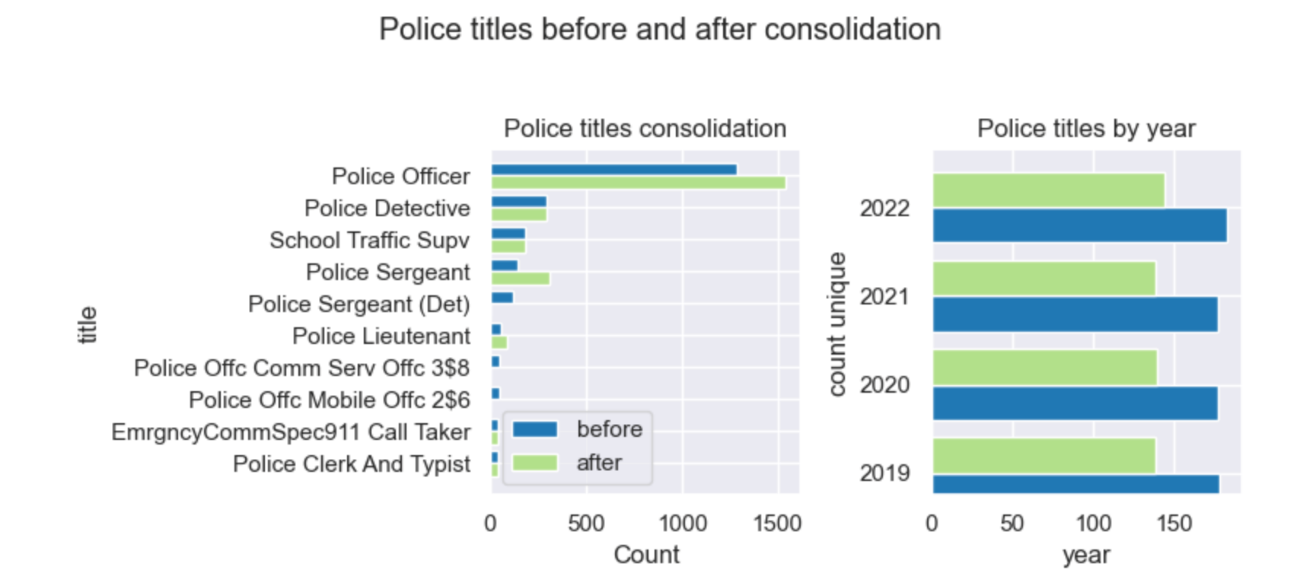 Police titles before and after consolidation
Police titles consolidation
title
Police Officer
Police Detective
School Traffic Supv
Police Sergeant
Police Sergeant (Det)
Police Lieutenant
Police Offc Comm Serv Offc 3$8
Police Offc Mobile Offc 2$6
EmrgncyCommSpec911 Call Taker
Police Clerk And Typist
before
after
0 500 1000 1500
Count
Police titles by year
count unique
2022
2021
2020
2019
0 50 100 150
year